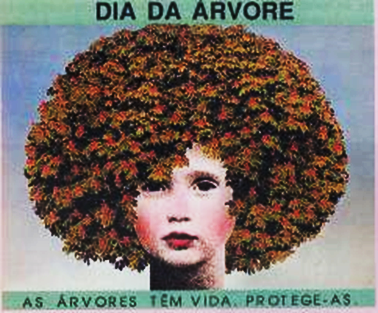 DIA DA ÁRVORE
AS ÁRVORES TÊM VIDA. PROTEGE-AS.